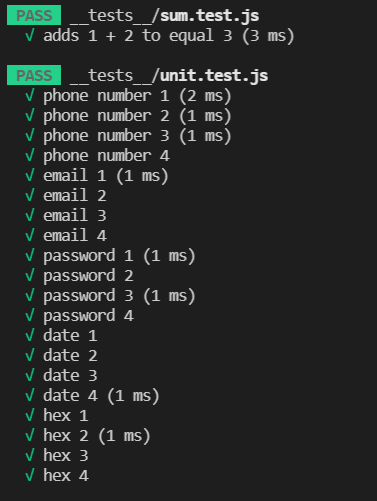 PASS __tests__/sum.test.js
√ adds 1 + 2 to equal 3 (3 ms)
PASS __tests__/unit.test.js
√ phone number 1 (2 ms)
√ phone number 2 (1 ms)
√ phone number 3 (1 ms)
√ phone number 4
√ email 1 (1 ms)
√ email 2
√ email 3
√ email 4
√ password 1 (1 ms)
√ password 2
√ password 3 (1 ms)
√ password 4
√ date 1
√ date 2
√ date 3
√ date 4 (1 ms)
√ hex 1
√ hex 2 (1 ms)
√ hex 3
√ hex 4